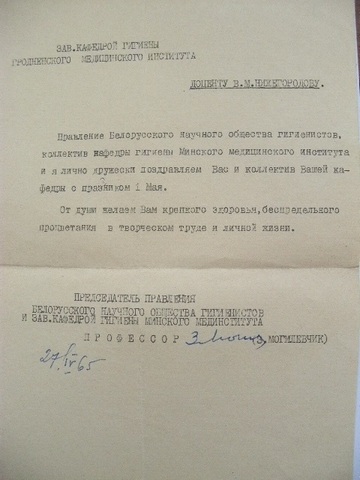 ЗАВ.КАФЕДРОЙ ГИГИЕНЫ
ГРОДНЕНСКОГО МЕДИЦИНСКОГО ИНСТИТУТА
ДОЦЕНТУ В.М.НИЖЕГОРОДОВУ.
Правление Белорусского научного общества гигиенистов,
коллектив кафедры гигиены Минского медицинского института
и я лично дружески поздравляем Вас и коллектив Вашей ка-
федры с праздником 1 Мая.
От души желаем Вам крепкого здоровья,беспредельного
процветания в творческом труде и личной жизни.
ПРЕДСЕДАТЕЛЬ ПРАВЛЕНИЯ
БЕЛОРУССКОГО НАУЧНОГО ОБЩЕСТВА ГИГИЕНИСТОВ
И ЗАВ.КАФЕДРОЙ ГИГИЕНЫ МИНСКОГО МЕДИНСТИТУТА
ПРОФЕССОР МОГИЛЕВЧИК)
27/IV 65